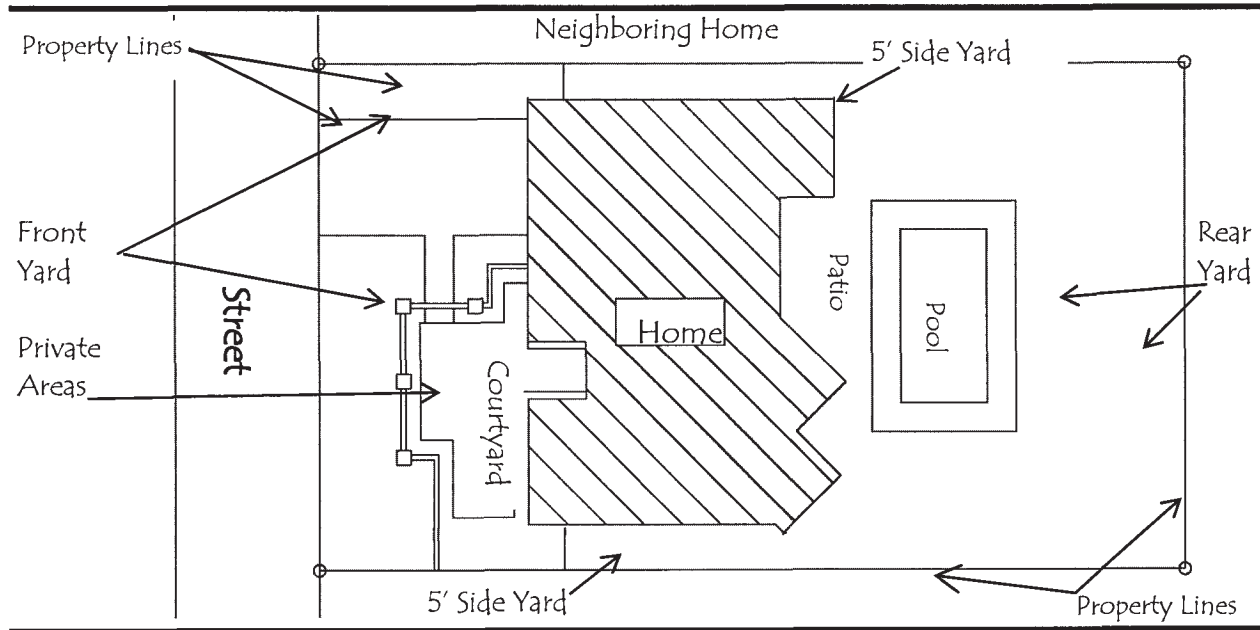 Neighboring Home
Property Lines
5' Side Yard
Front
Yard
Rear
Yard
Patio
Street
Pool
Home
Private
Areas
Courtyard
5' Side Yard
Property Lines